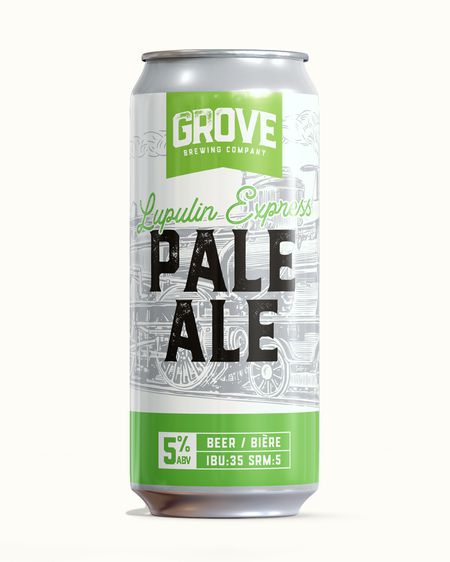 GROVE
BREWING COMPANY
Lupulin Express
PALE
ALE
5% ABV
BEER / BIÈRE
IBU:35 SRM:5